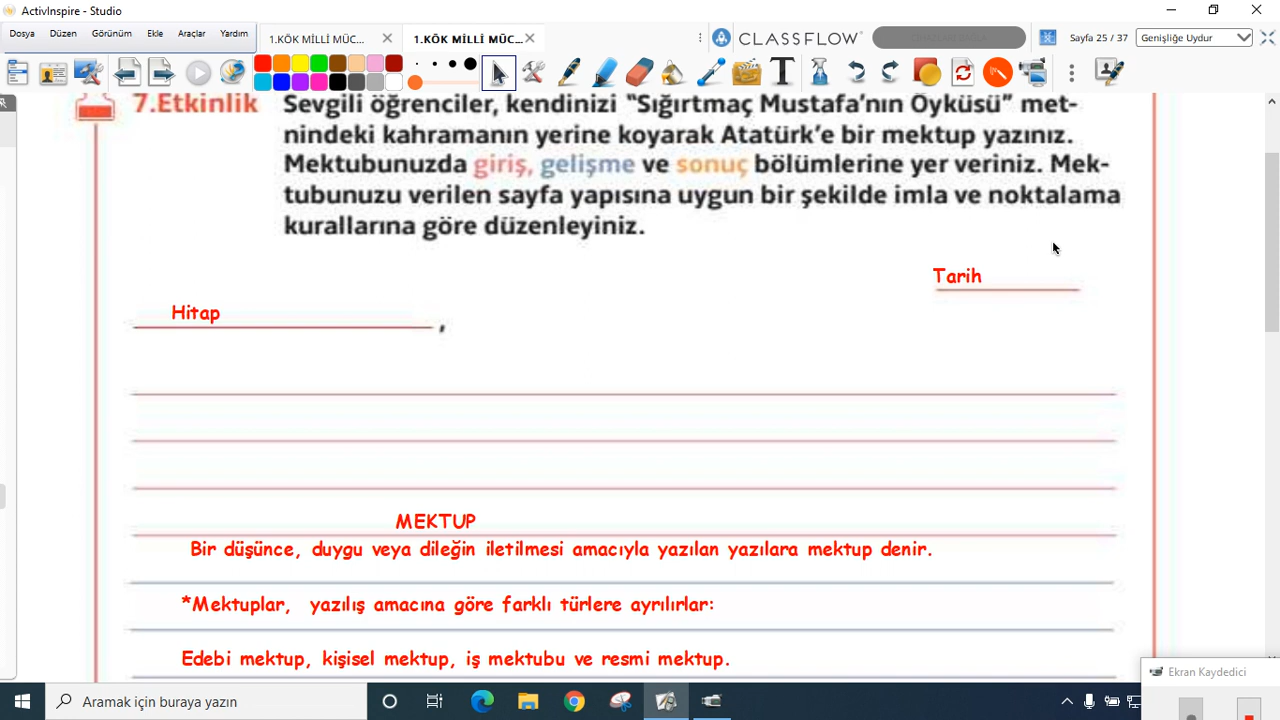 ActivInspire - Studio
Dosya Düzen Görünüm Ekle Araçlar Yardım
1.KÖK MİLLİ MÜC...
1.KÖK MİLLİ MÜC...
CLASSFLOW
Sayfa 25 / 37
Genişliğe Uydur
7.Etkinlik Sevgili öğrenciler, kendinizi “Sığırtmaç Mustafa’nın Öyküsü” met-
nindeki kahramanın yerine koyarak Atatürk’e bir mektup yazınız.
Mektubunuzda giriş, gelişme ve sonuç bölümlerine yer veriniz. Mek-
tubunuzu verilen sayfa yapısına uygun bir şekilde imla ve noktalama
kurallarına göre düzenleyiniz.
Tarih
Hitap ,
MEKTUP
Bir düşünce, duygu veya dileğin iletilmesi amacıyla yazılan yazılara mektup denir.
*Mektuplar, yazılış amacına göre farklı türlere ayrılırlar:
Edebi mektup, kişisel mektup, iş mektubu ve resmi mektup.
Ekran Kaydedici
Aramak için buraya yazın